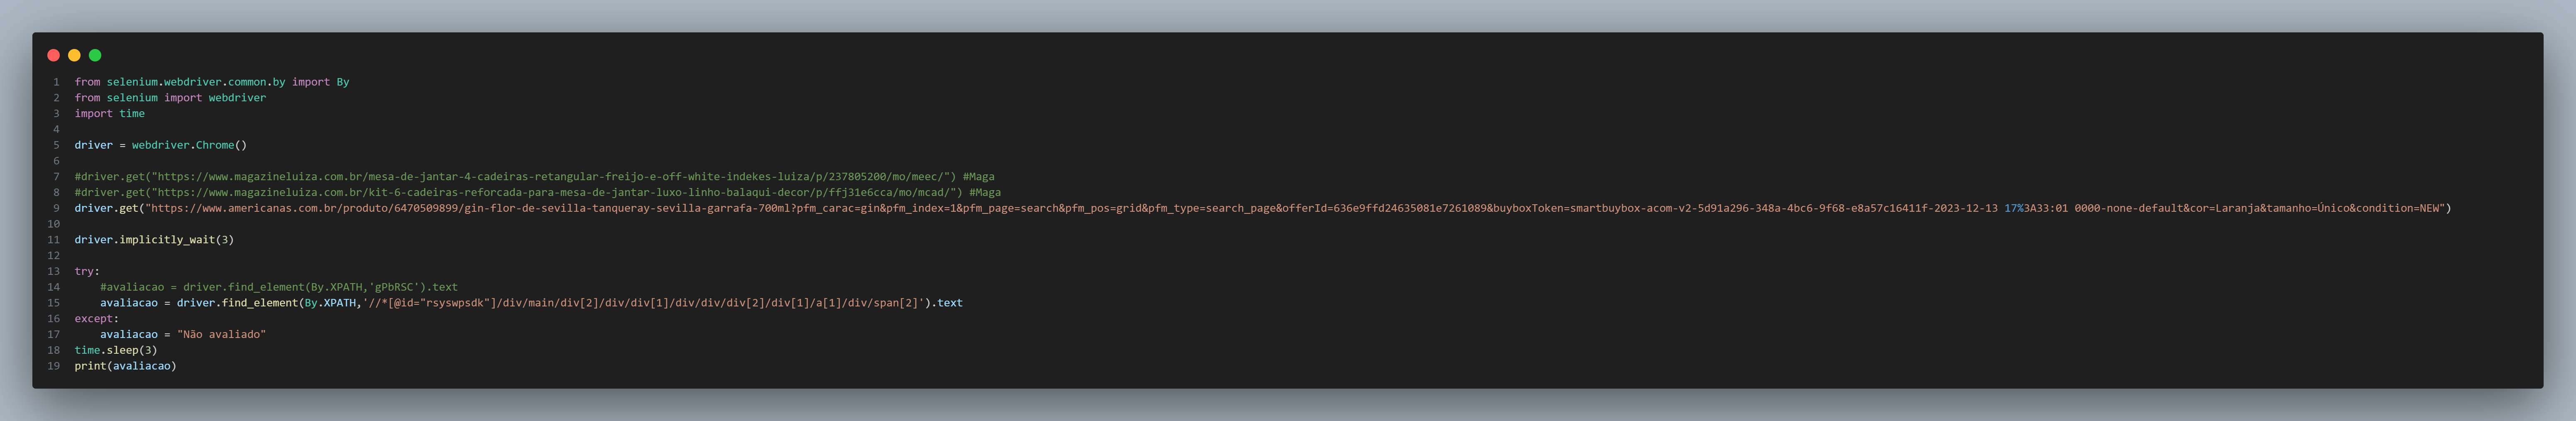 1 from selenium.webdriver.common.by import By
2 from selenium import webdriver
3 import time
4
5 driver = webdriver.Chrome()
6
7 #driver.get("https://www.magazineluiza.com.br/mesa-de-jantar-4-cadeiras-retangular-freijo-e-off-white-indekes-luiza/p/237805200/mo/meec/") #Maga
8 #driver.get("https://www.magazineluiza.com.br/kit-6-cadeiras-reforcada-para-mesa-de-jantar-luxo-linho-balaqui-decor/p/ffj31e6cca/mo/mcad/") #Maga
9 driver.get("https://www.americanas.com.br/produto/6470509899/gin-flor-de-sevilla-tanqueray-sevilla-garrafa-700ml?pfm_carac=gin&pfm_index=1&pfm_page=search&pfm_pos=grid&pfm_type=search_page&offerId=636e9ffd24635081e7261089&buyboxToken=smartbuybox-acom-v2-5d91a296-348a-4bc6-9f68-e8a57c16411f-2023-12-13 17%3A33:01 0000-none-default&cor=Laranja&tamanho=Único&condition=NEW")
10
11 driver.implicitly_wait(3)
12
13 try:
14     #avaliacao = driver.find_element(By.XPATH,'gPbRSC').text
15     avaliacao = driver.find_element(By.XPATH,'//*[@id="rsyswpsdk"]/div/main/div[2]/div/div[1]/div/div/div[2]/div[1]/a[1]/div/span[2]').text
16 except:
17     avaliacao = "Não avaliado"
18 time.sleep(3)
19 print(avaliacao)